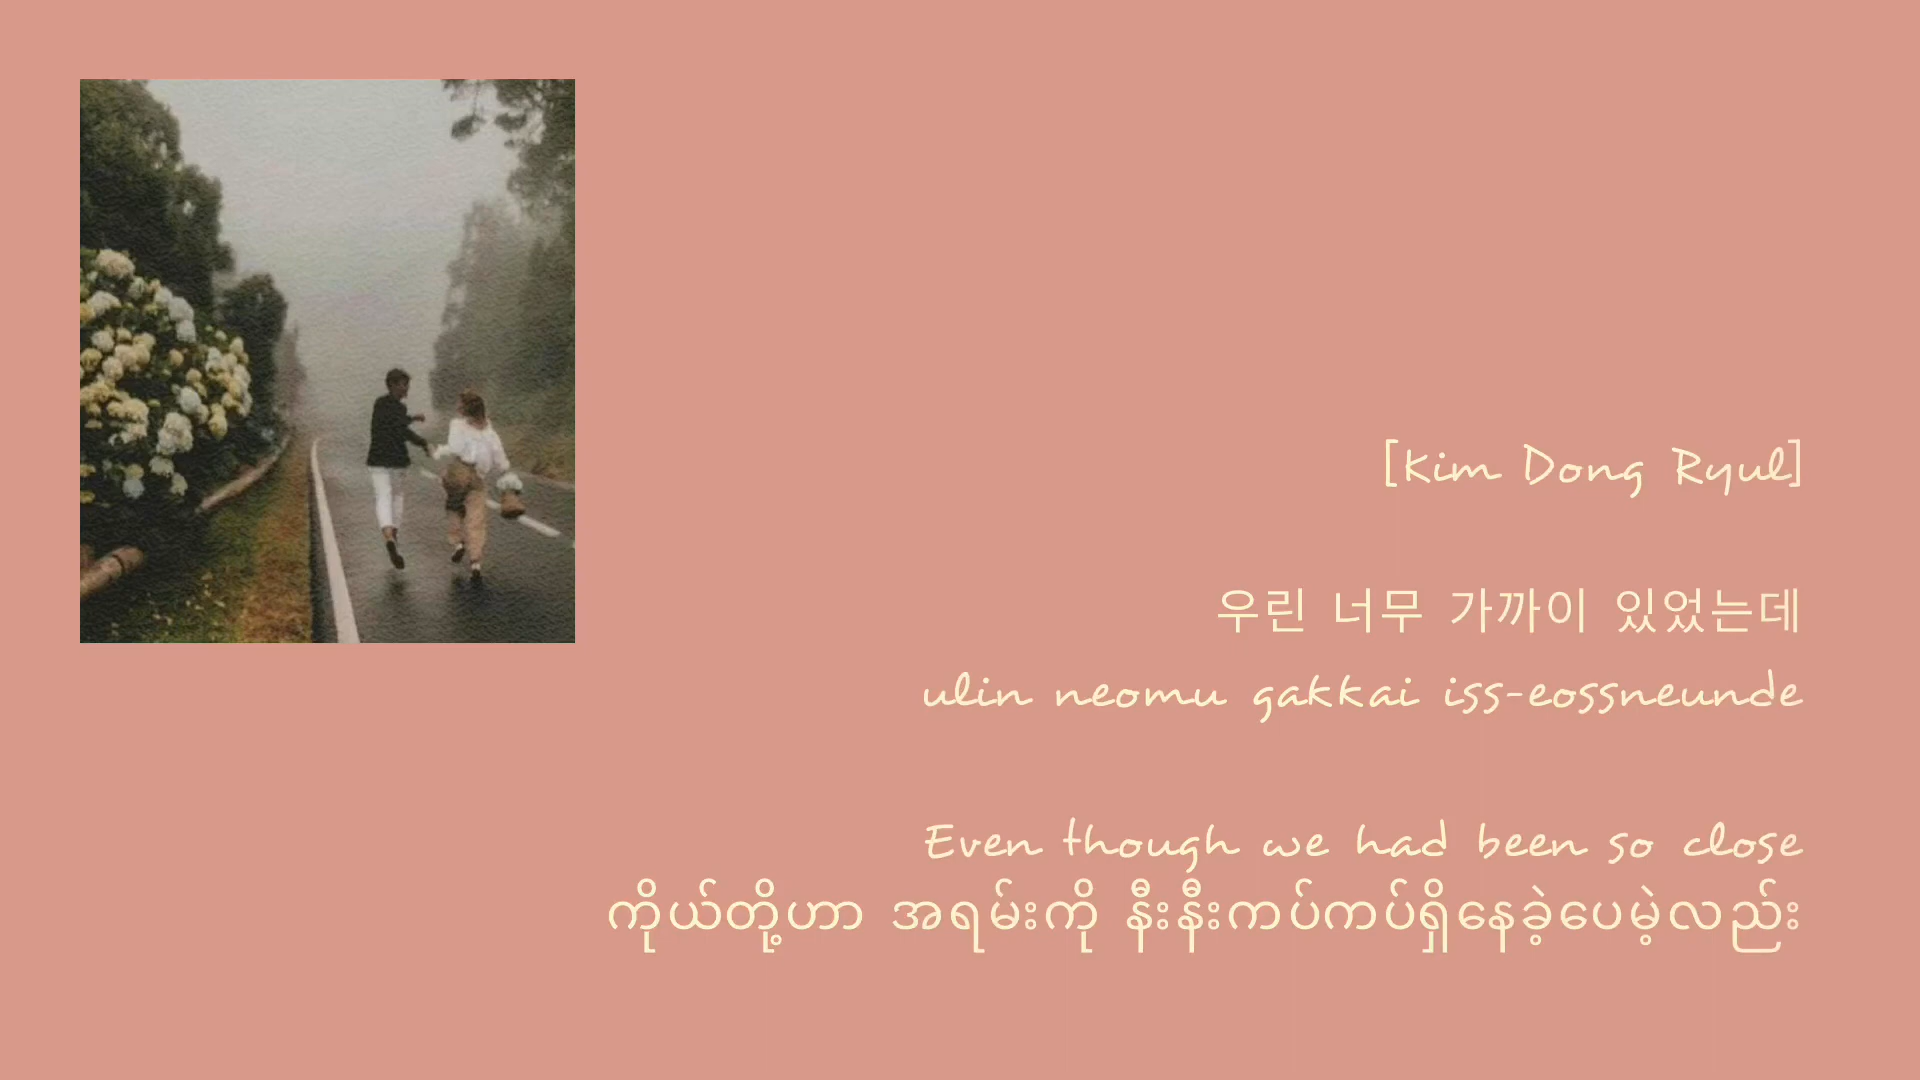 [Kim Dong Ryul]
우린 너무 가까이 있었는데
ulin neomu gakkai iss-eossneunde
Even though we had been so close
ကိုယ်တို့ဟာ အရမ်းကို နီးနီးကပ်ကပ်ရှိနေခဲ့ပေမဲ့လည်း